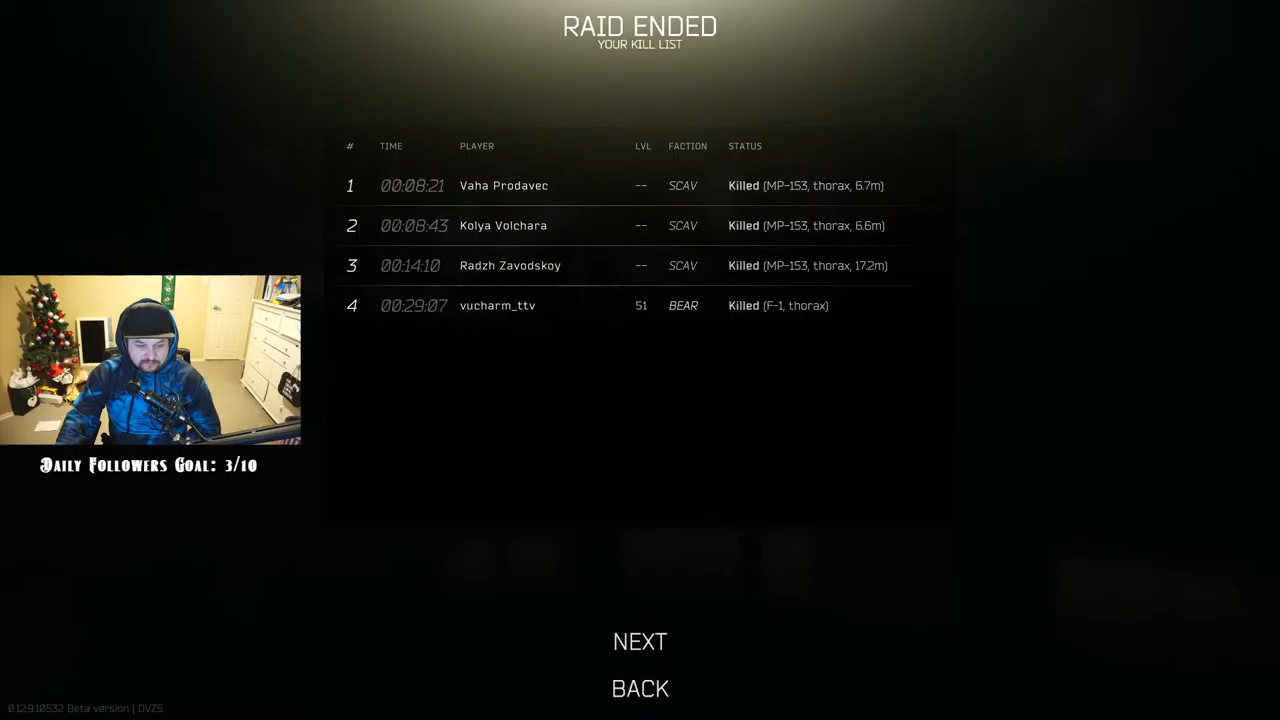 RAID ENDED
YOUR KILL LIST
# TIME PLAYER LVL FACTION STATUS
1 00:08:21 Vaha Prodavec -- SCAV Killed (MP-153, thorax, 6.7m)
2 00:08:43 Kolya Volchara -- SCAV Killed (MP-153, thorax, 6.6m)
3 00:14:10 Radzh Zavodskoy -- SCAV Killed (MP-153, thorax, 17.2m)
4 00:29:07 vucharm_ttv 51 BEAR Killed (F-1, thorax)
Daily Followers Goal: 3/10
NEXT
BACK
0.12.9.10532 Beta version | DVZ5